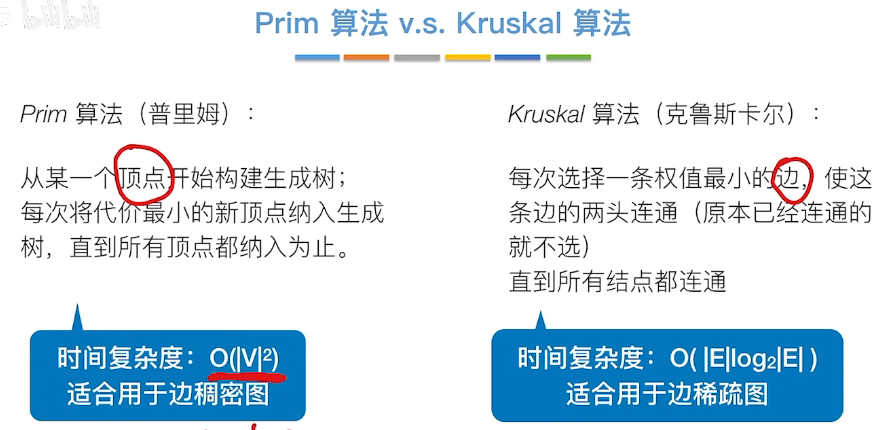 bilibili
Prim 算法 v.s. Kruskal 算法
Prim 算法（普里姆）：
从某一个顶点开始构建生成树；
每次将代价最小的新顶点纳入生成
树，直到所有顶点都纳入为止。
时间复杂度：O(|V|²)
适合用于边稠密图
Kruskal 算法（克鲁斯卡尔）：
每次选择一条权值最小的边，使这
条边的两头连通（原本已经连通的
就不选）
直到所有结点都连通
时间复杂度：O( |E|log₂|E| )
适合用于边稀疏图